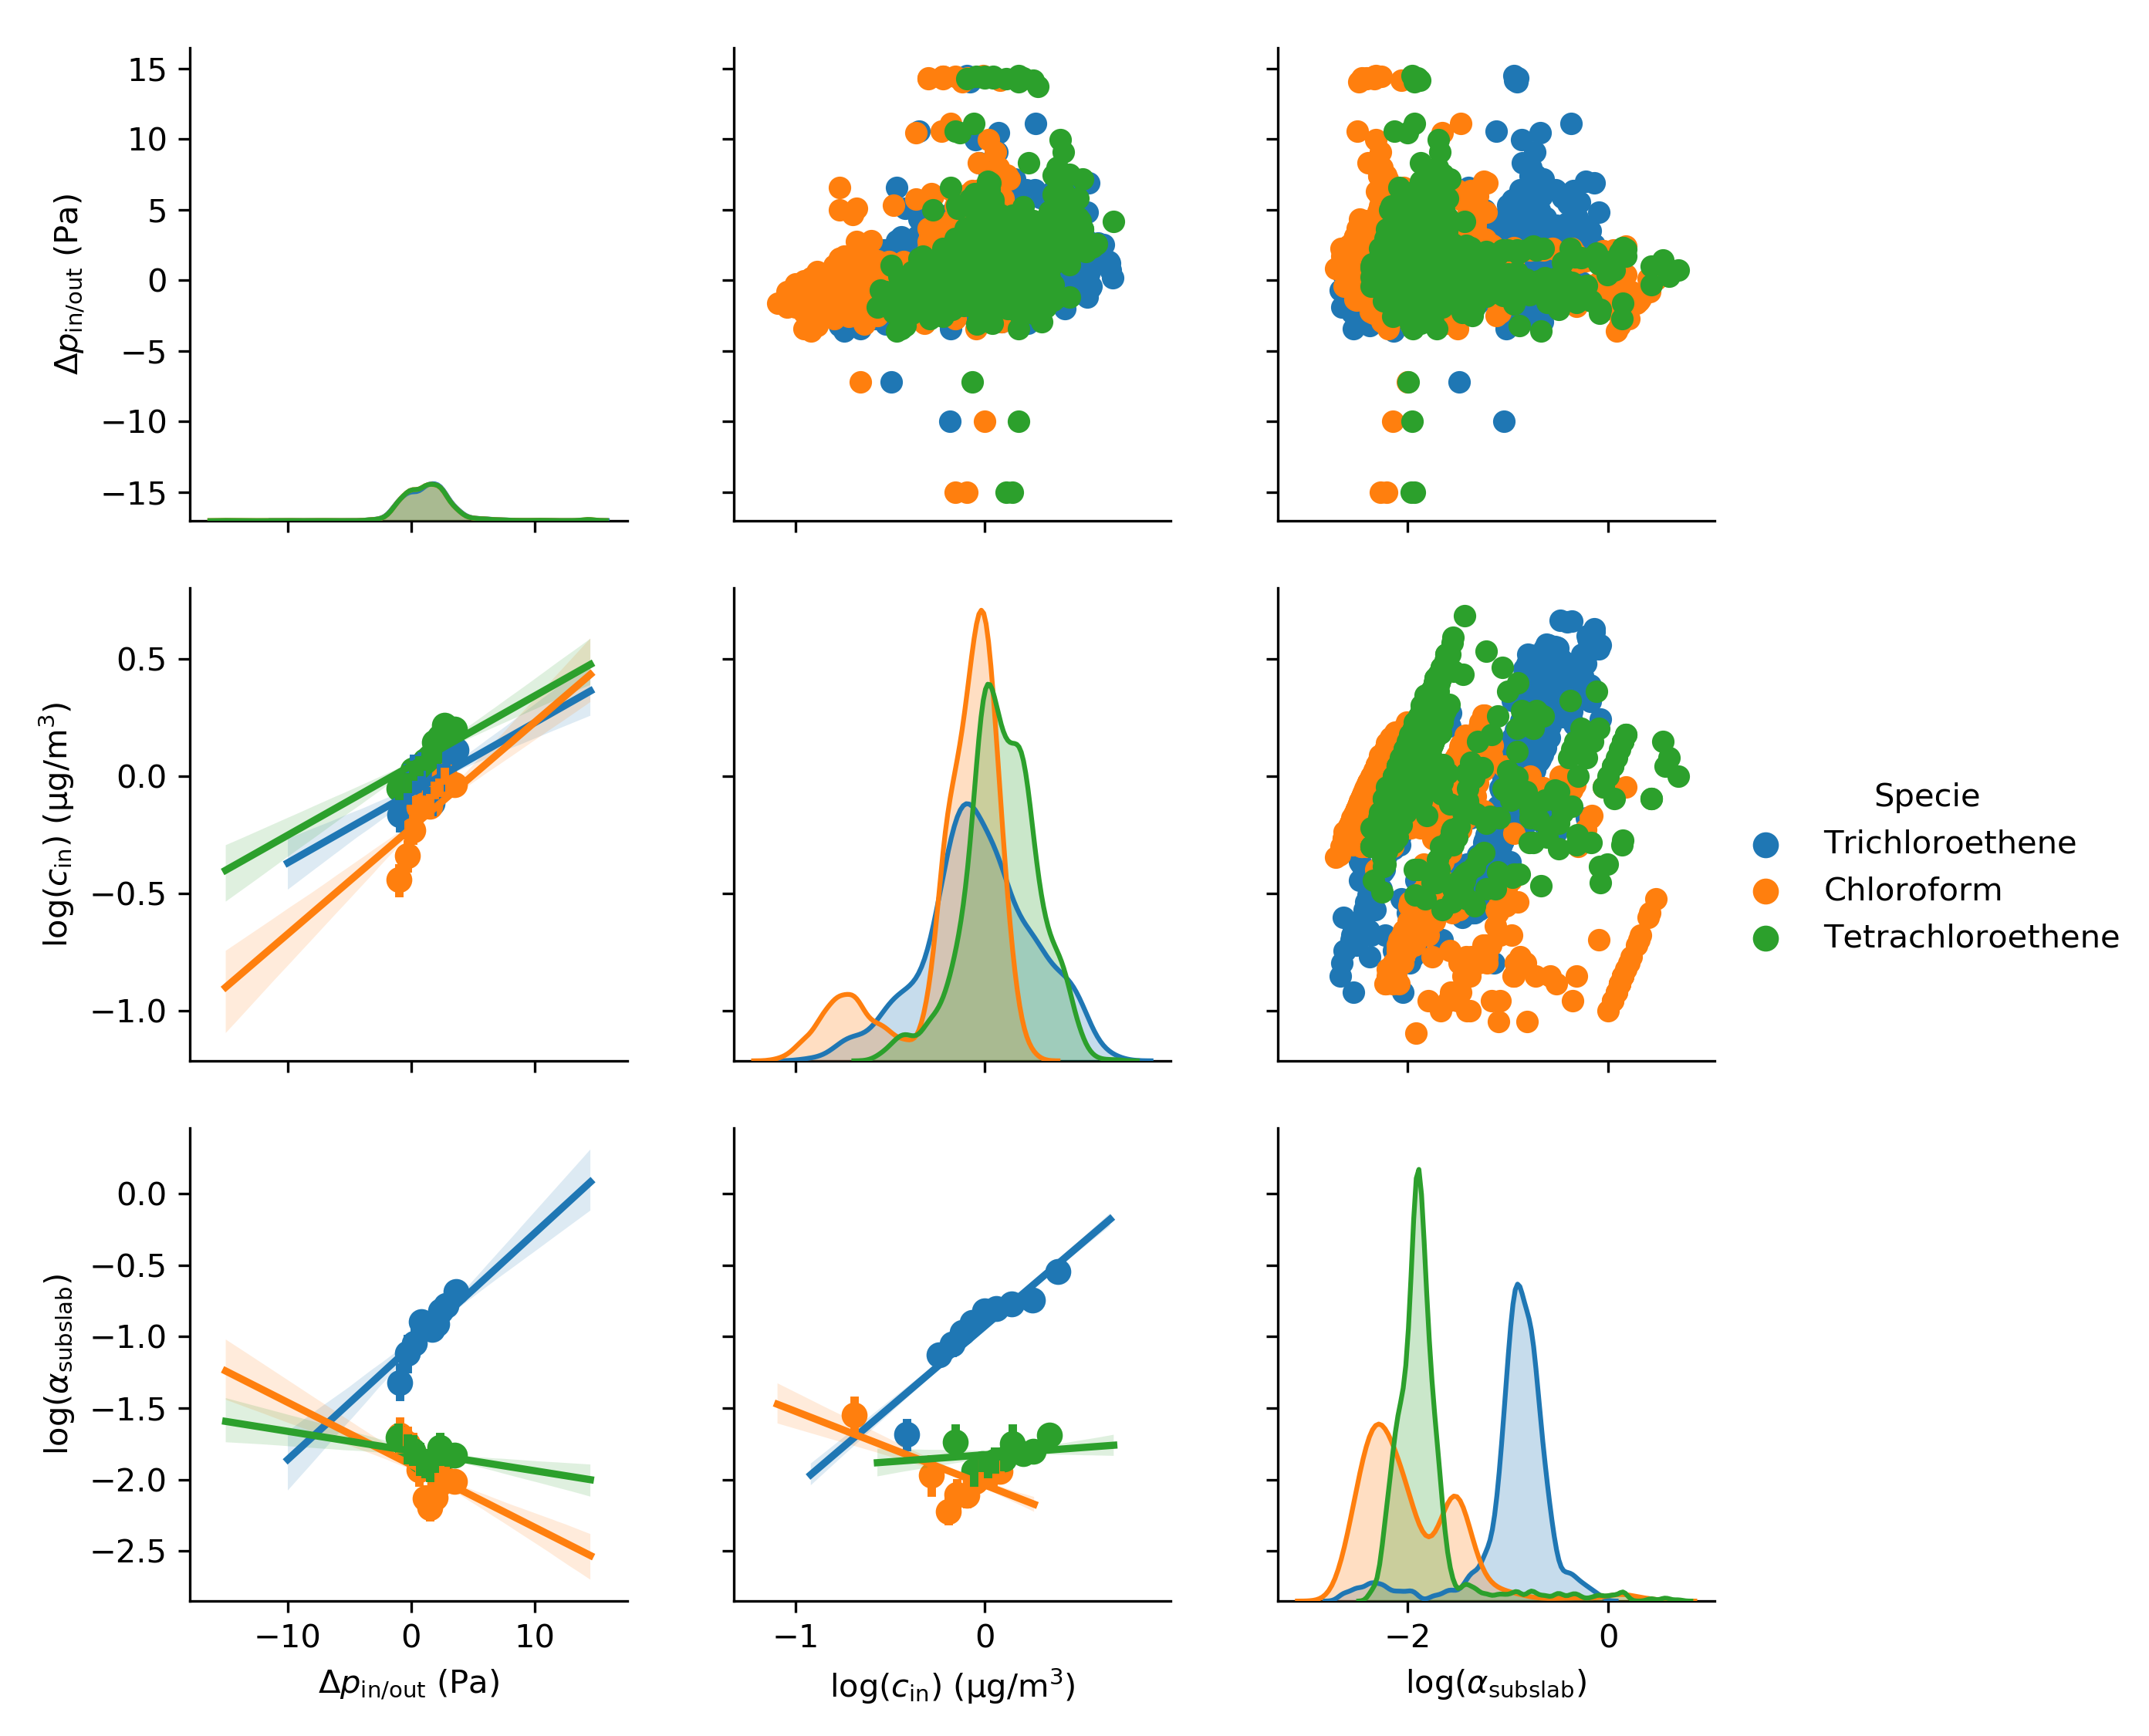 15
10
5
0
−5
−10
−15
Δp_in/out (Pa)
0.5
0.0
−0.5
−1.0
log(c_in) (µg/m³)
Specie
Trichloroethene
Chloroform
Tetrachloroethene
0.0
−0.5
−1.0
−1.5
−2.0
−2.5
log(α_subslab)
−10 0 10
−1 0
−2 0
Δp_in/out (Pa)
log(c_in) (µg/m³)
log(α_subslab)